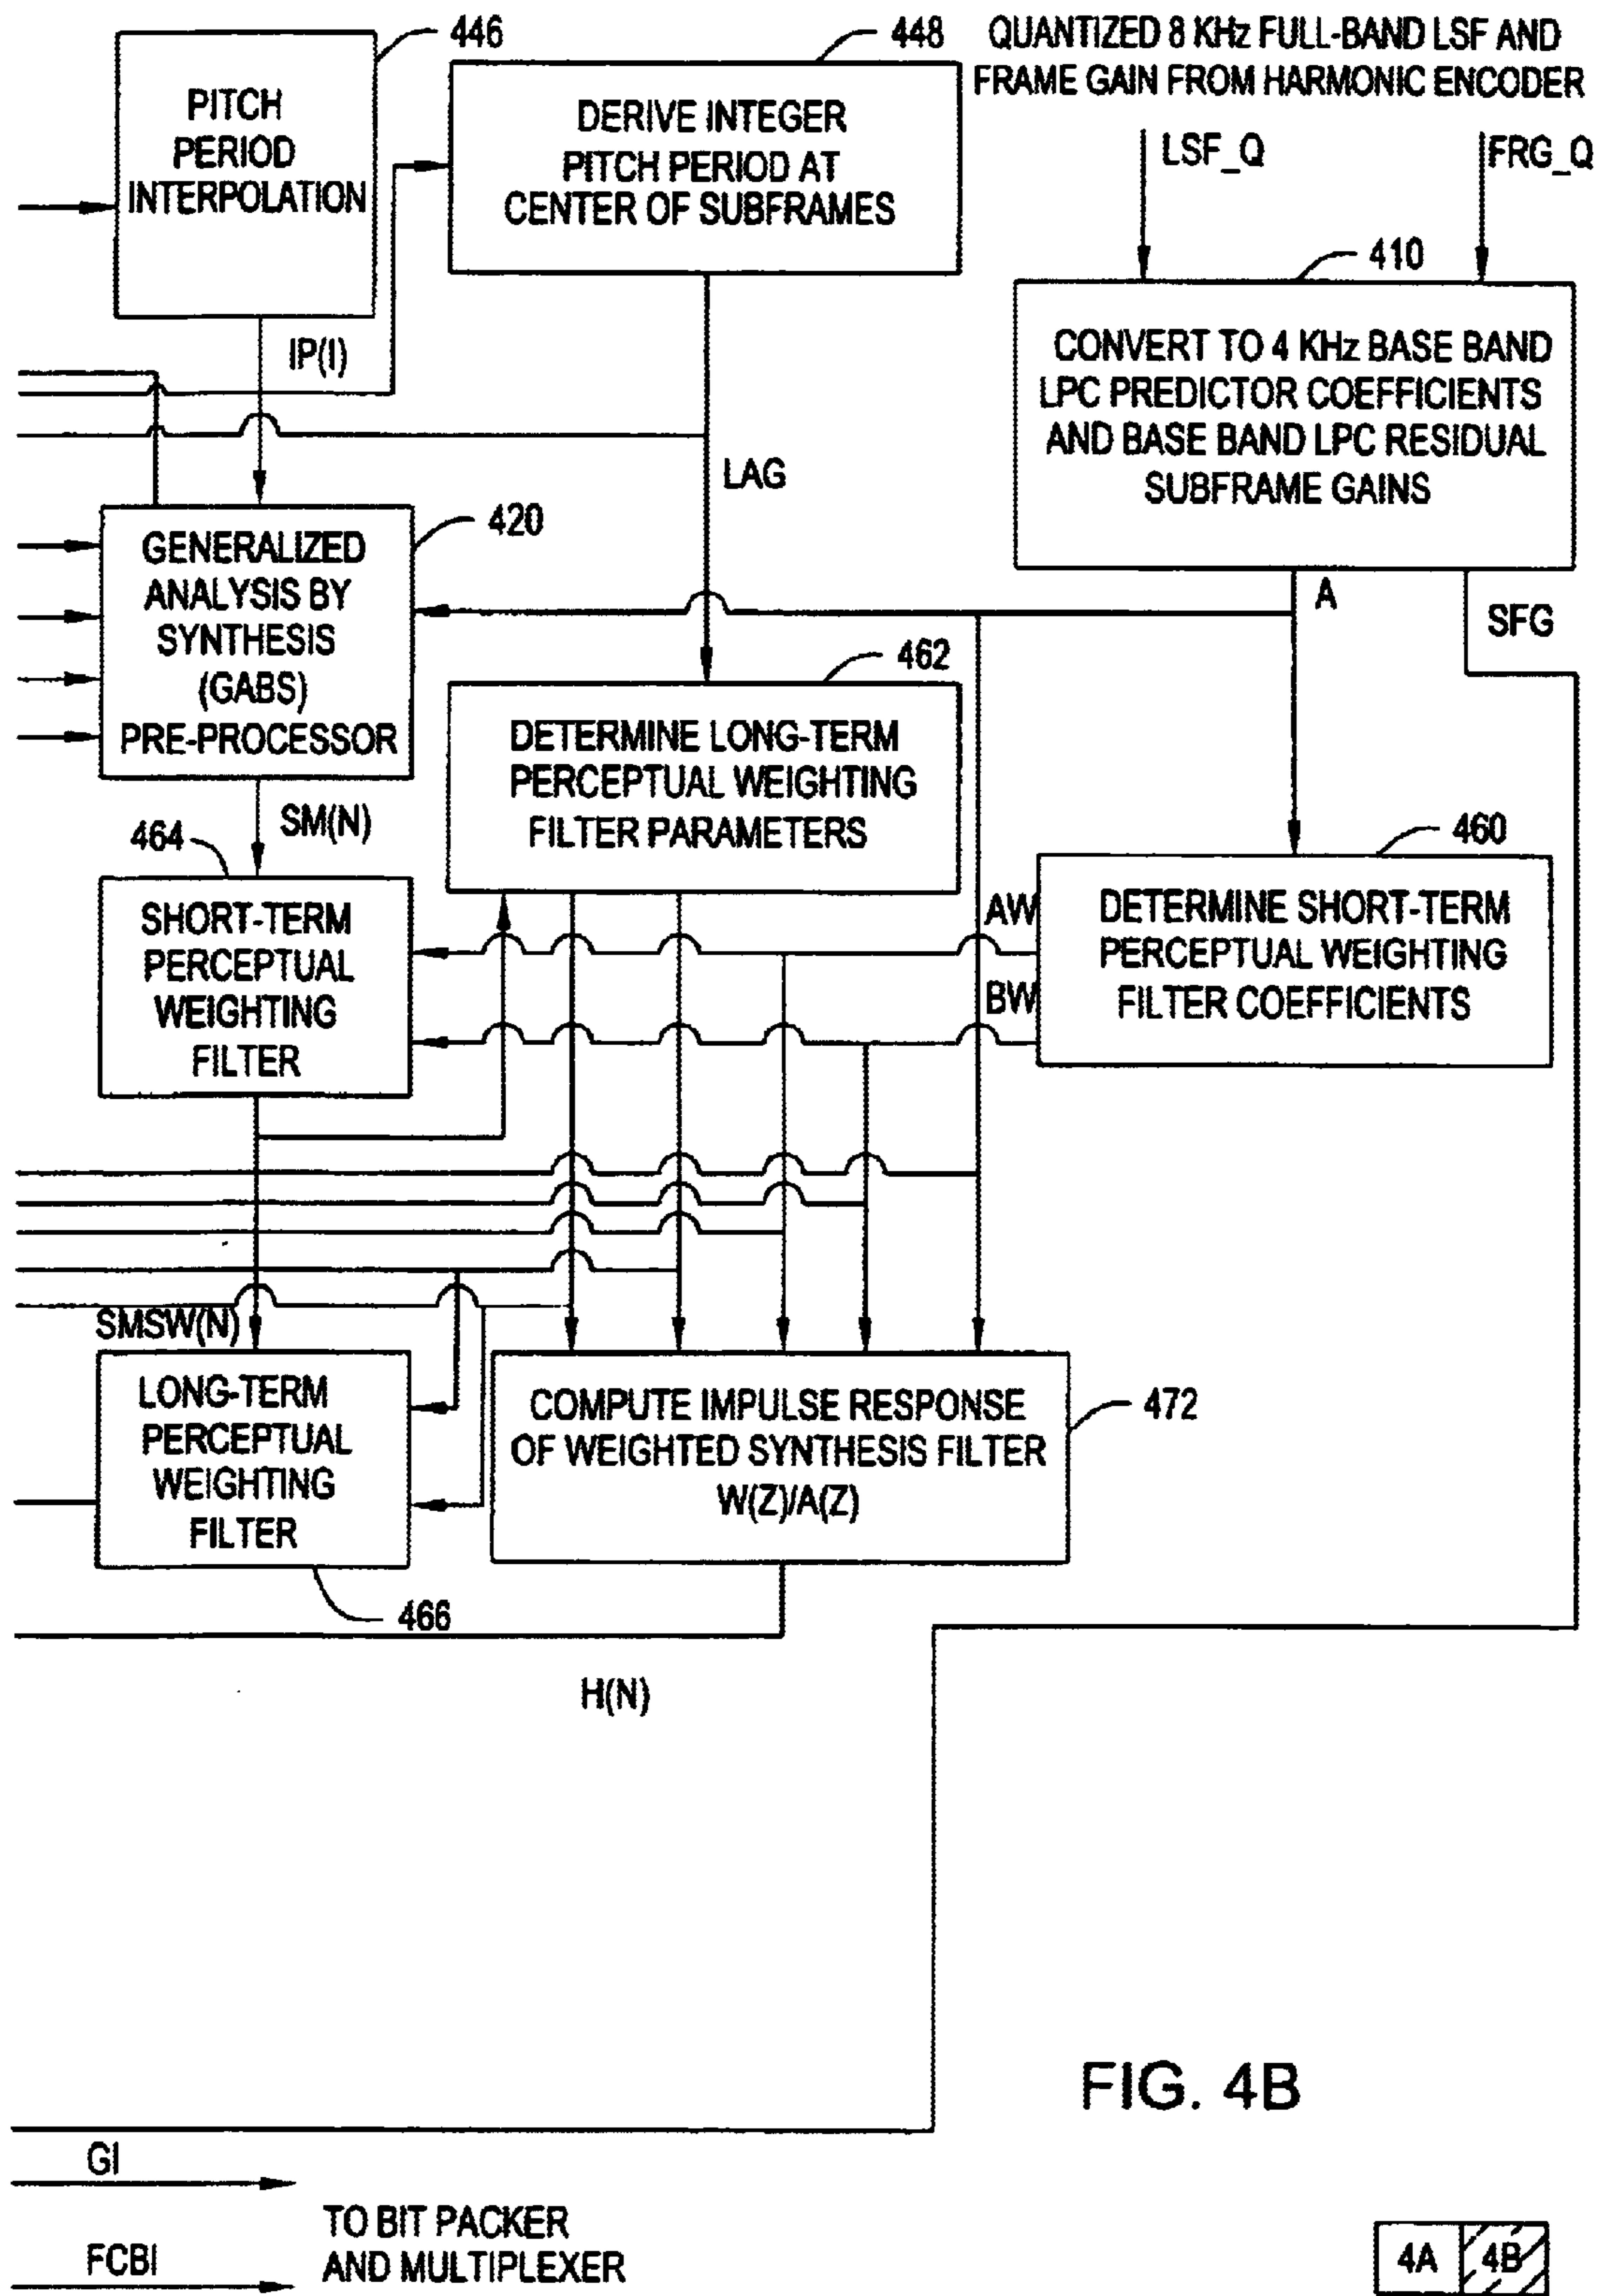 446
PITCH
PERIOD
INTERPOLATION
448
DERIVE INTEGER
PITCH PERIOD AT
CENTER OF SUBFRAMES
QUANTIZED 8 KHz FULL-BAND LSF AND
FRAME GAIN FROM HARMONIC ENCODER
LSF_Q
FRG_Q
410
CONVERT TO 4 KHz BASE BAND
LPC PREDICTOR COEFFICIENTS
AND BASE BAND LPC RESIDUAL
SUBFRAME GAINS
IP(I)
LAG
A
SFG
420
GENERALIZED
ANALYSIS BY
SYNTHESIS
(GABS)
PRE-PROCESSOR
462
DETERMINE LONG-TERM
PERCEPTUAL WEIGHTING
FILTER PARAMETERS
SM(N)
464
SHORT-TERM
PERCEPTUAL
WEIGHTING
FILTER
460
DETERMINE SHORT-TERM
PERCEPTUAL WEIGHTING
FILTER COEFFICIENTS
AW
BW
SMSW(N)
LONG-TERM
PERCEPTUAL
WEIGHTING
FILTER
466
COMPUTE IMPULSE RESPONSE
OF WEIGHTED SYNTHESIS FILTER
W(Z)/A(Z)
472
H(N)
FIG. 4B
GI
FCBI
TO BIT PACKER
AND MULTIPLEXER
4A 4B